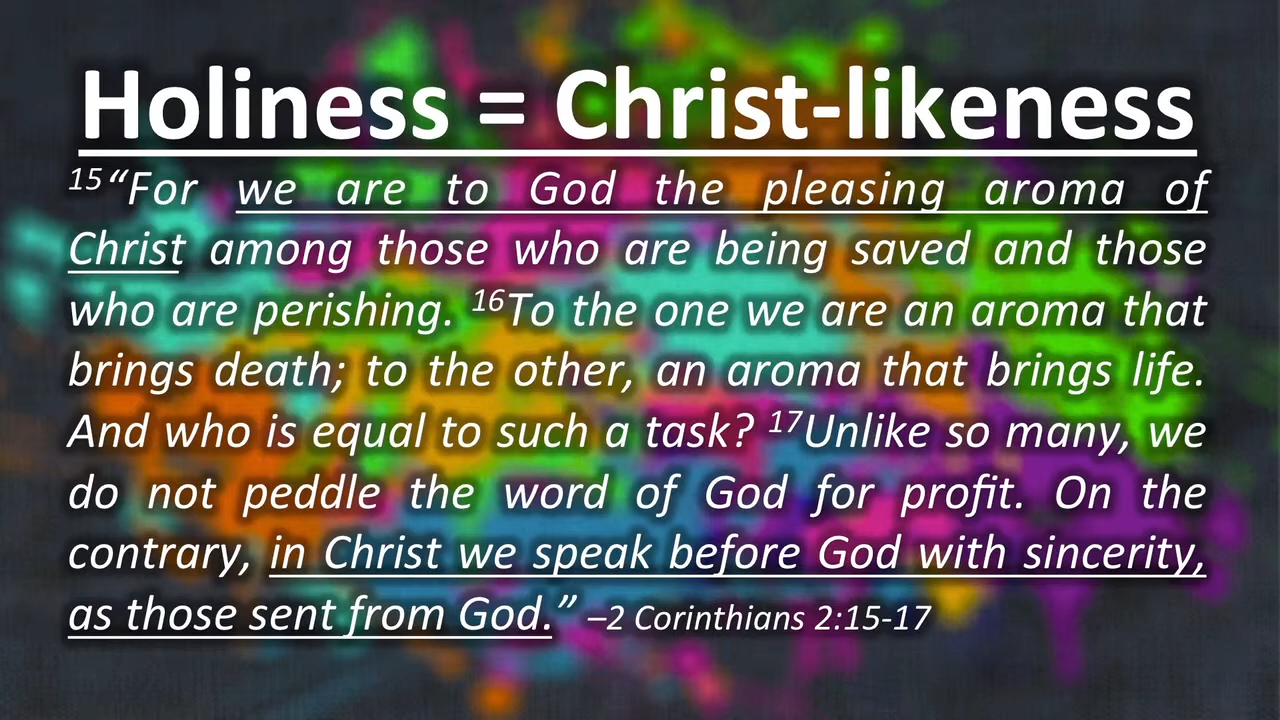 Holiness = Christ-likeness
15“For we are to God the pleasing aroma of
Christ among those who are being saved and those
who are perishing. 16To the one we are an aroma that
brings death; to the other, an aroma that brings life.
And who is equal to such a task? 17Unlike so many, we
do not peddle the word of God for profit. On the
contrary, in Christ we speak before God with sincerity,
as those sent from God.” –2 Corinthians 2:15-17